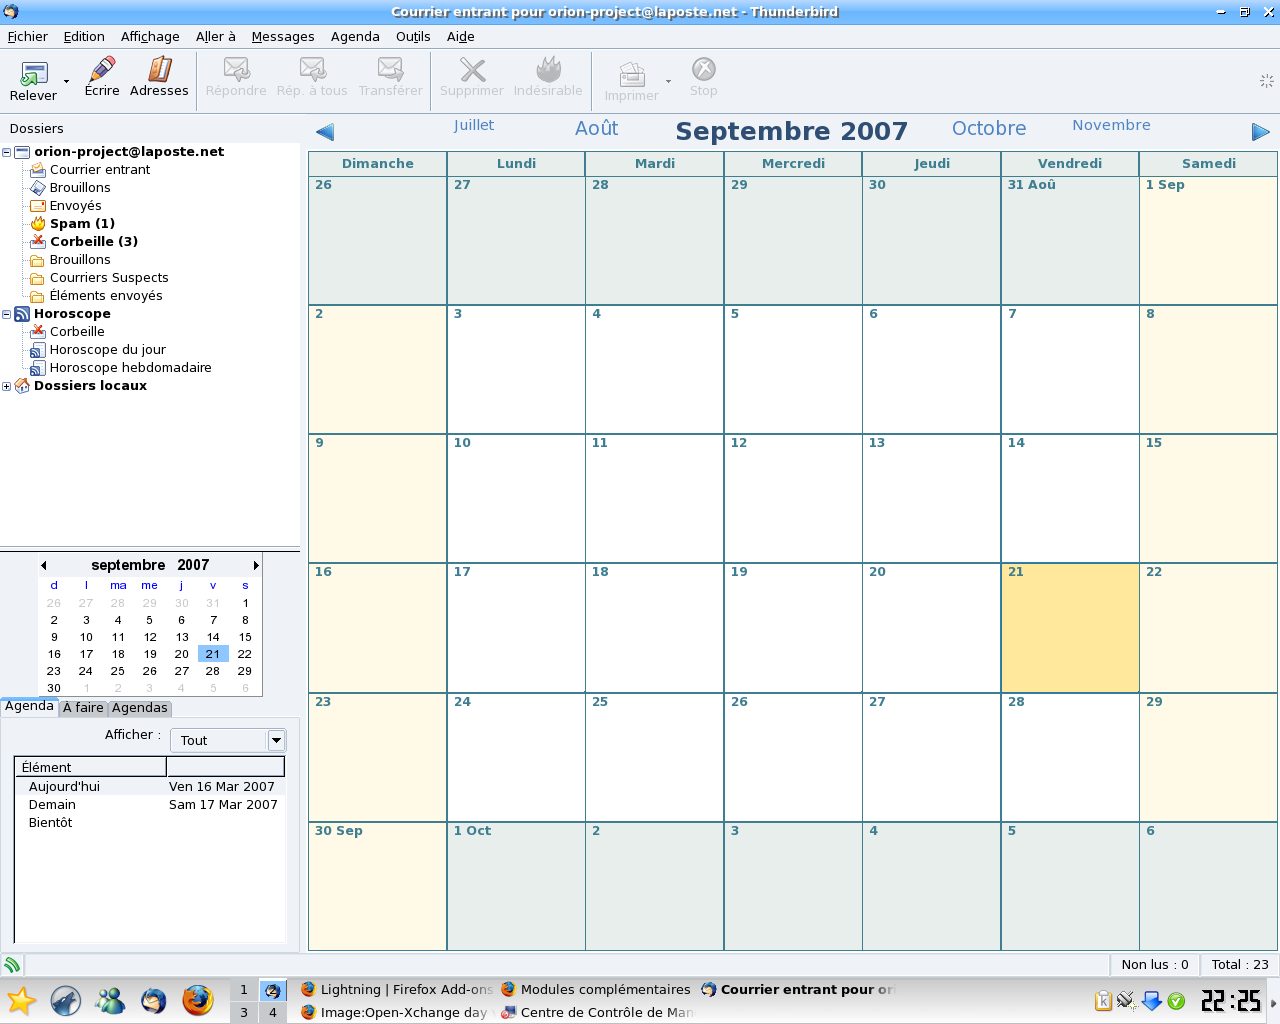 Courrier entrant pour orion-project@laposte.net - Thunderbird
Fichier Edition Affichage Aller à Messages Agenda Outils Aide
Relever Écrire Adresses Répondre Rép. à tous Transférer Supprimer Indésirable Imprimer Stop
Dossiers
orion-project@laposte.net
Courrier entrant
Brouillons
Envoyés
Spam (1)
Corbeille (3)
Brouillons
Courriers Suspects
Éléments envoyés
Horoscope
Corbeille
Horoscope du jour
Horoscope hebdomadaire
Dossiers locaux
septembre 2007
d l ma me j v s
26 27 28 29 30 31 1
2 3 4 5 6 7 8
9 10 11 12 13 14 15
16 17 18 19 20 21 22
23 24 25 26 27 28 29
30 1 2 3 4 5 6
Agenda À faire Agendas
Afficher : Tout
Élément
Aujourd'hui Ven 16 Mar 2007
Demain Sam 17 Mar 2007
Bientôt
Juillet Août Septembre 2007 Octobre Novembre
Dimanche Lundi Mardi Mercredi Jeudi Vendredi Samedi
26 27 28 29 30 31 Aoû 1 Sep
2 3 4 5 6 7 8
9 10 11 12 13 14 15
16 17 18 19 20 21 22
23 24 25 26 27 28 29
30 Sep 1 Oct 2 3 4 5 6
Non lus : 0 Total : 23
1 2 Lightning | Firefox Add-ons Modules complémentaires Courrier entrant pour or
3 4 Image:Open-Xchange day Centre de Contrôle de Man
22:25